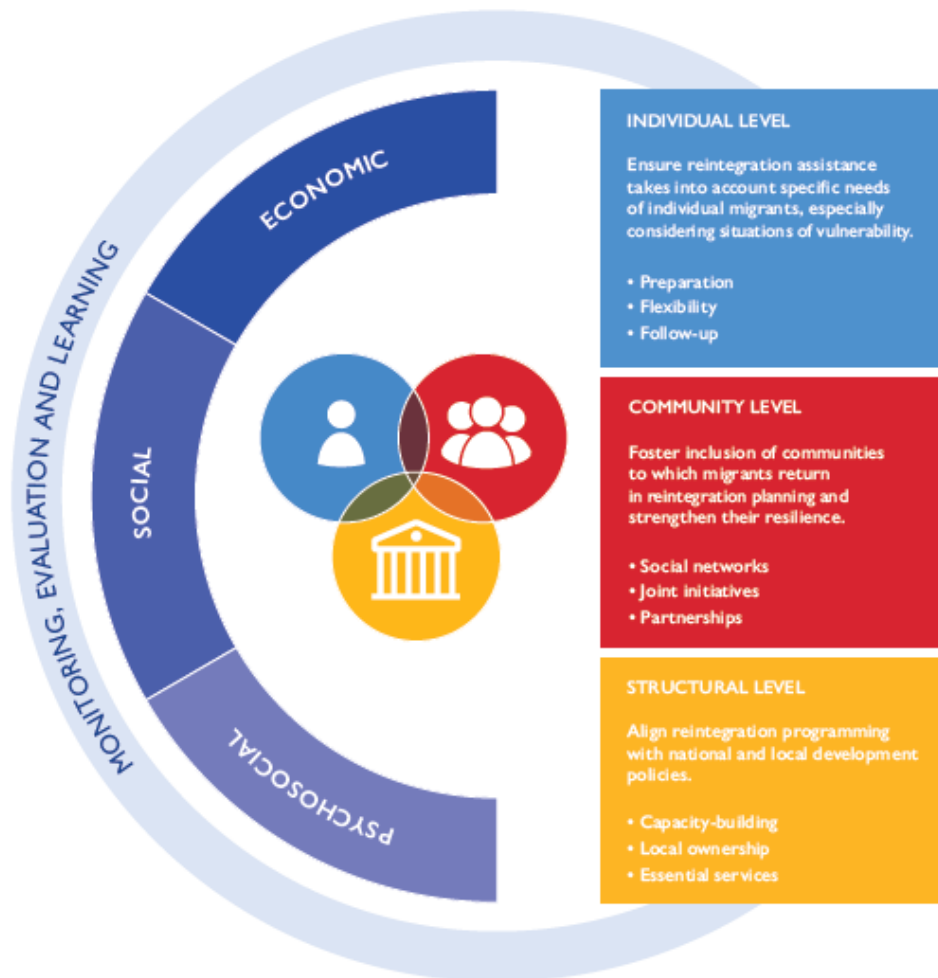 MONITORING, EVALUATION AND LEARNING
ECONOMIC
SOCIAL
PSYCHOSOCIAL
INDIVIDUAL LEVEL
Ensure reintegration assistance
takes into account specific needs
of individual migrants, especially
considering situations of vulnerability.
• Preparation
• Flexibility
• Follow-up
COMMUNITY LEVEL
Foster inclusion of communities
to which migrants return
in reintegration planning and
strengthen their resilience.
• Social networks
• Joint initiatives
• Partnerships
STRUCTURAL LEVEL
Align reintegration programming
with national and local development
policies.
• Capacity-building
• Local ownership
• Essential services